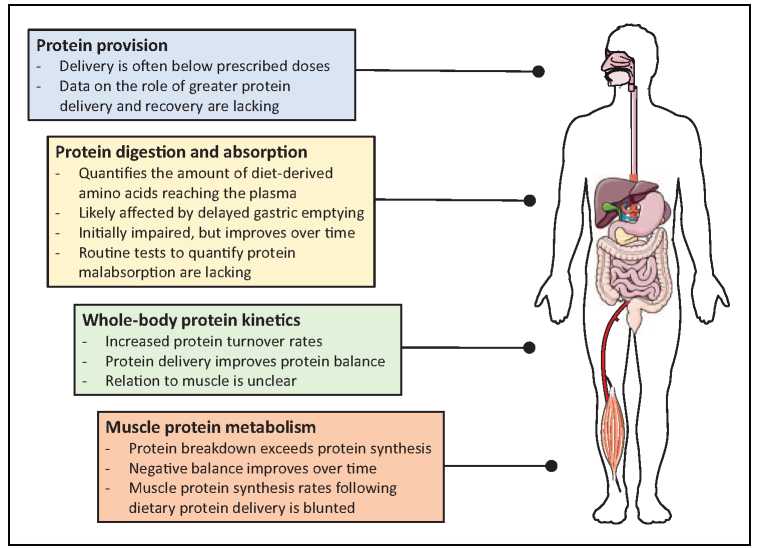 Protein provision
- Delivery is often below prescribed doses
- Data on the role of greater protein
delivery and recovery are lacking
Protein digestion and absorption
- Quantifies the amount of diet-derived
amino acids reaching the plasma
- Likely affected by delayed gastric emptying
- Initially impaired, but improves over time
- Routine tests to quantify protein
malabsorption are lacking
Whole-body protein kinetics
- Increased protein turnover rates
- Protein delivery improves protein balance
- Relation to muscle is unclear
Muscle protein metabolism
- Protein breakdown exceeds protein synthesis
- Negative balance improves over time
- Muscle protein synthesis rates following
dietary protein delivery is blunted